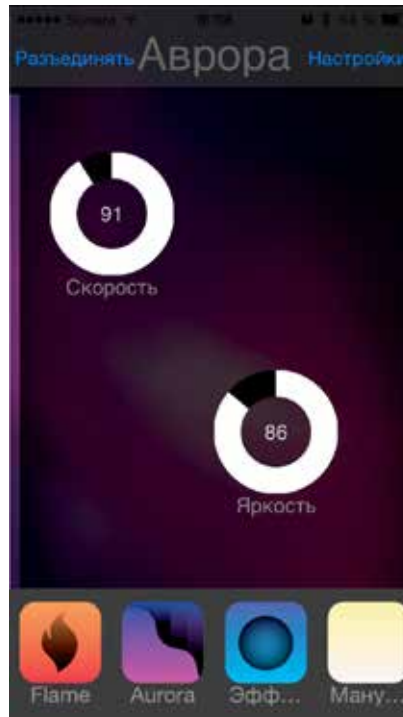 Разъединять Аврора Настройки
91
Скорость
86
Яркость
Flame Aurora Эфф... Ману...